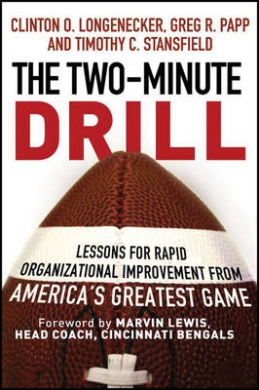 CLINTON O. LONGENECKER, GREG R. PAPP
AND TIMOTHY C. STANSFIELD
THE TWO-MINUTE
DRILL
LESSONS FOR RAPID
ORGANIZATIONAL IMPROVEMENT FROM
AMERICA'S GREATEST GAME
Foreword by MARVIN LEWIS,
HEAD COACH, CINCINNATI BENGALS